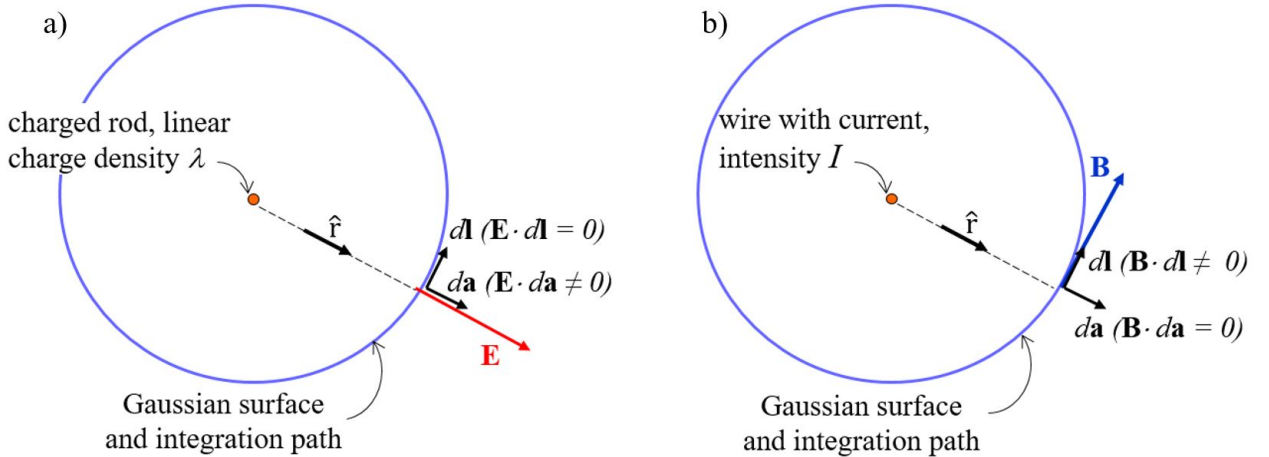 a)
charged rod, linear
charge density λ
r̂
dl (E · dl = 0)
da (E · da ≠ 0)
E
Gaussian surface
and integration path
b)
wire with current,
intensity I
B
r̂
dl (B · dl ≠ 0)
da (B · da = 0)
Gaussian surface
and integration path